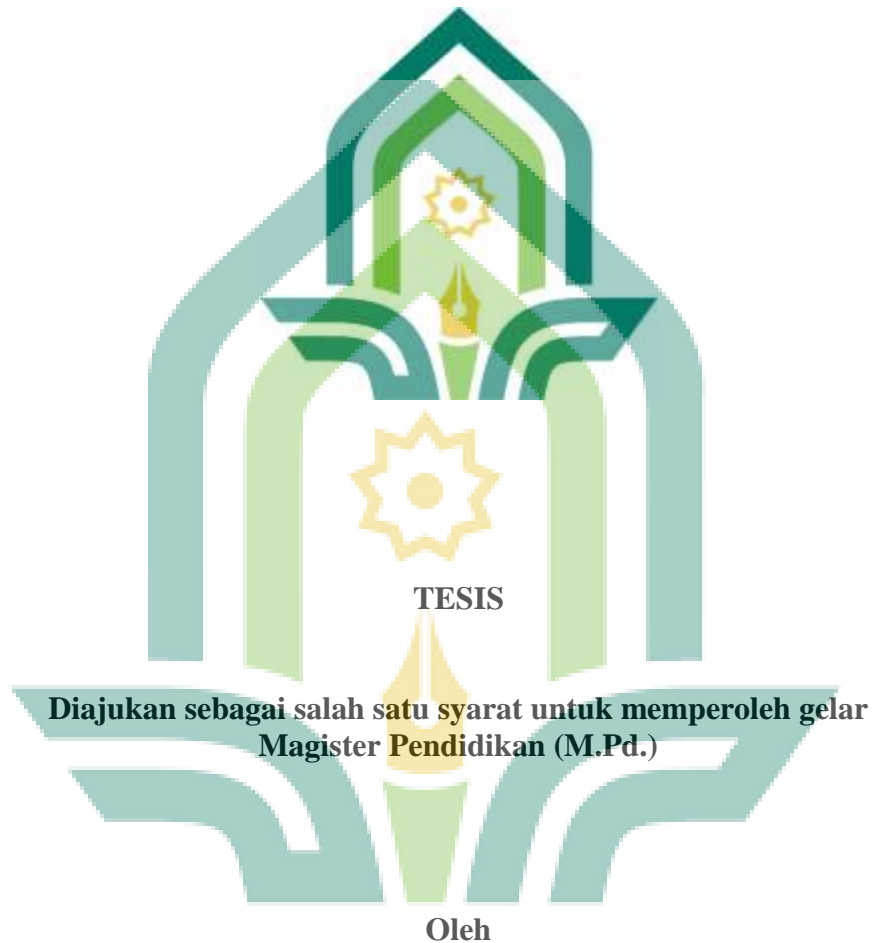 TESIS
Diajukan sebagai salah satu syarat untuk memperoleh gelar
Magister Pendidikan (M.Pd.)
Oleh